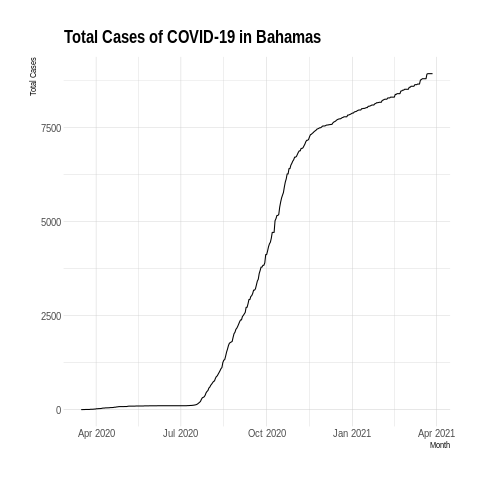 Total Cases of COVID-19 in Bahamas
Total Cases
7500
5000
2500
0
Apr 2020 Jul 2020 Oct 2020 Jan 2021 Apr 2021
Month